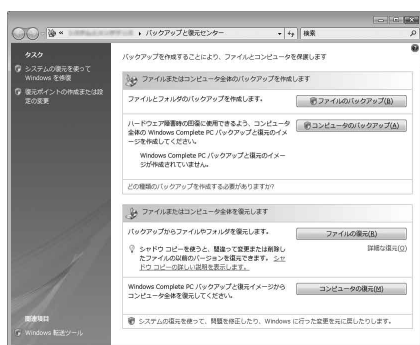 バックアップと復元センター
検索
タスク
システムの復元を使って
Windows を修復
復元ポイントの作成または設
定の変更
関連項目
Windows 転送ツール
バックアップを作成することにより、ファイルとコンピュータを保護します
ファイルまたはコンピュータ全体のバックアップを作成します
ファイルとフォルダのバックアップを作成します。
ファイルのバックアップ(B)
ハードウェア障害時の回復に使用できるよう、コンピュータ
全体の Windows Complete PC バックアップと復元のイメ
ージを作成してください。
コンピュータのバックアップ(A)
Windows Complete PC バックアップと復元のイメー
ジが作成されていません。
どの種類のバックアップを作成する必要がありますか?
ファイルまたはコンピュータ全体を復元します
バックアップからファイルやフォルダを復元します。
ファイルの復元(R)
シャドウ コピーを使うと、間違って変更または削除し
たファイルの以前のバージョンを復元できます。 シャ
ドウ コピーの詳しい説明を表示します。
詳細な復元(O)
Windows Complete PC バックアップと復元イメージから
コンピュータ全体を復元してください。
コンピュータの復元(M)
システムの復元を使って、問題を修正したり、Windows に行った変更を元に戻したりします。